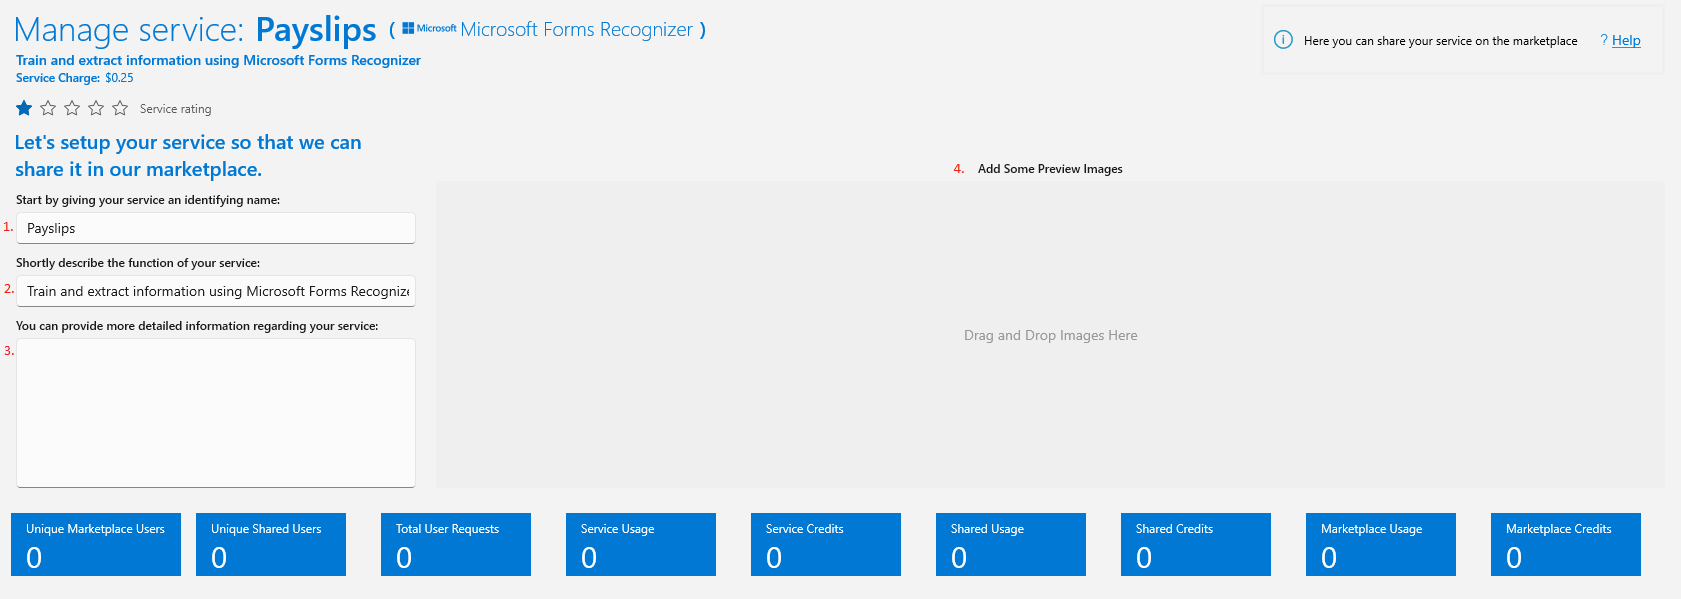 Manage service: Payslips ( Microsoft Microsoft Forms Recognizer )
Train and extract information using Microsoft Forms Recognizer
Service Charge: $0.25
Service rating
Here you can share your service on the marketplace ? Help
Let's setup your service so that we can
share it in our marketplace.
Start by giving your service an identifying name:
1. Payslips
Shortly describe the function of your service:
2. Train and extract information using Microsoft Forms Recognize
You can provide more detailed information regarding your service:
3.
4. Add Some Preview Images
Drag and Drop Images Here
Unique Marketplace Users
0
Unique Shared Users
0
Total User Requests
0
Service Usage
0
Service Credits
0
Shared Usage
0
Shared Credits
0
Marketplace Usage
0
Marketplace Credits
0